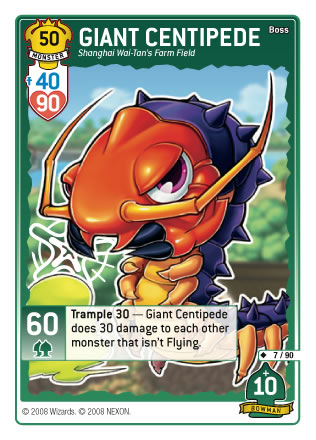 50
MONSTER
GIANT CENTIPEDE
Boss
Shanghai Wai-Tan's Farm Field
+40
90
60
Trample 30 — Giant Centipede
does 30 damage to each other
monster that isn't Flying.
◆ 7 / 90
+
10
BOWMAN
© 2008 Wizards. © 2008 NEXON.